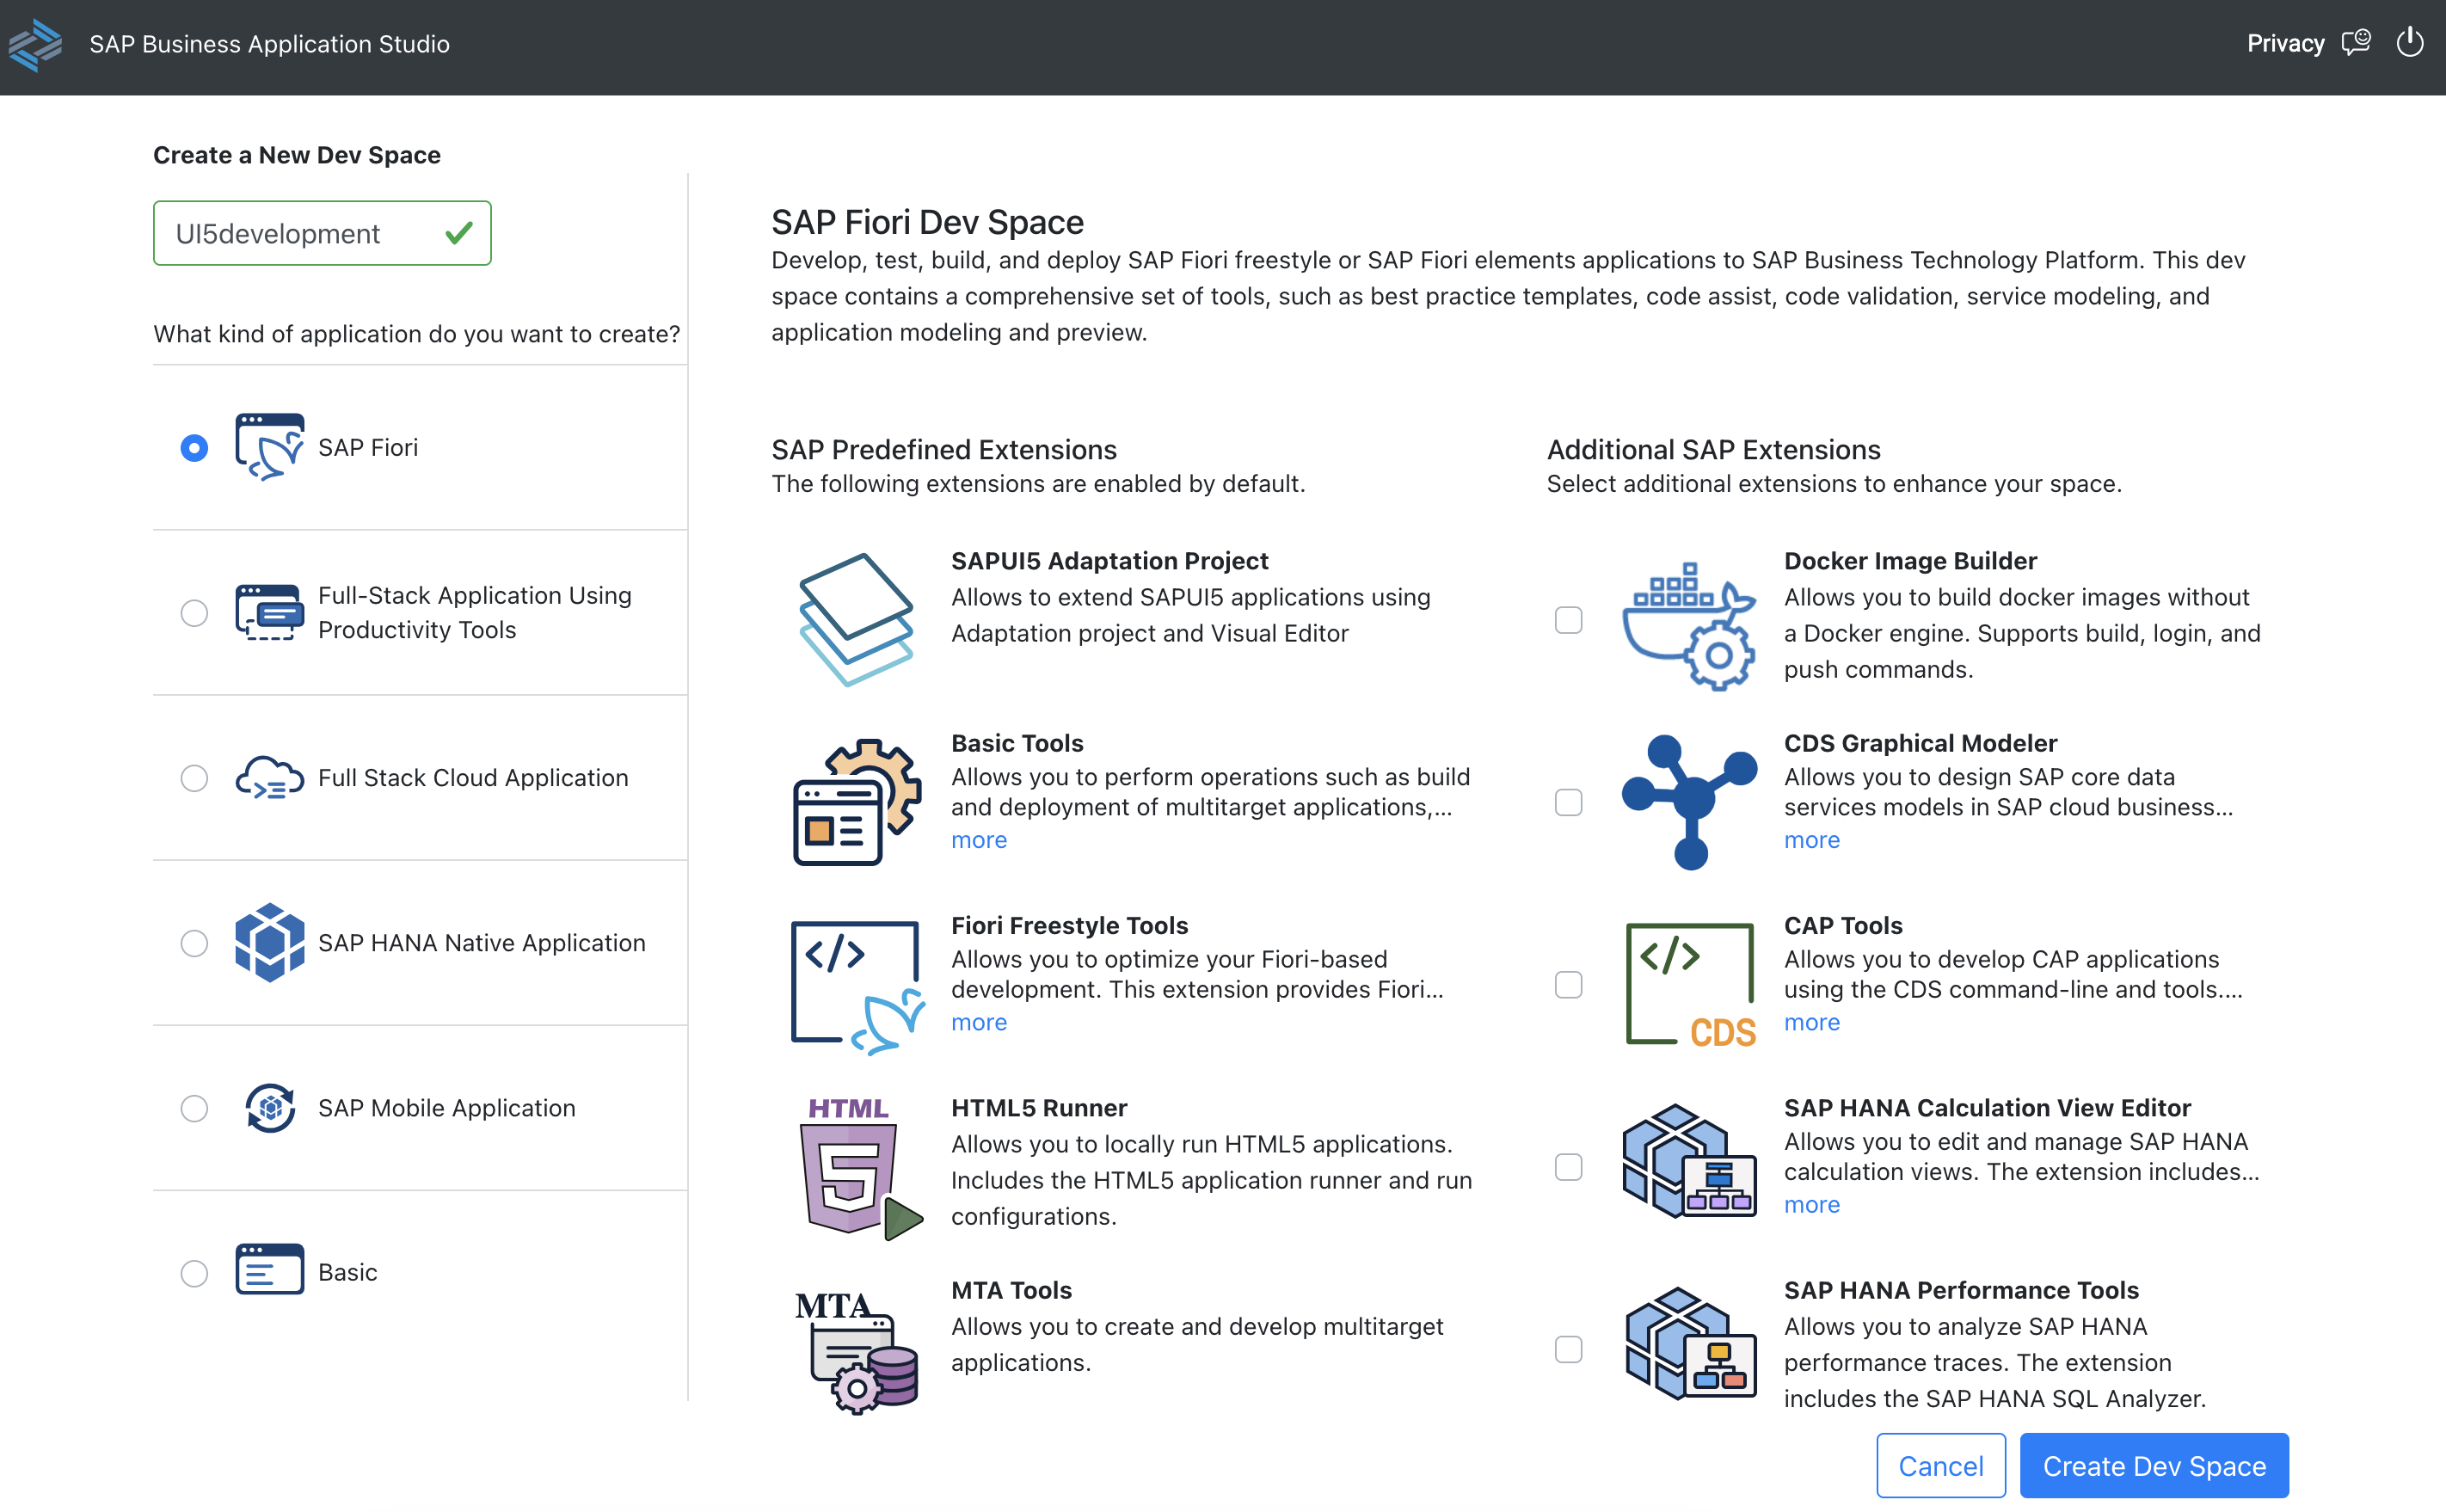 SAP Business Application Studio
Privacy
Create a New Dev Space
UI5development
What kind of application do you want to create?
SAP Fiori
Full-Stack Application Using
Productivity Tools
Full Stack Cloud Application
SAP HANA Native Application
SAP Mobile Application
Basic
SAP Fiori Dev Space
Develop, test, build, and deploy SAP Fiori freestyle or SAP Fiori elements applications to SAP Business Technology Platform. This dev
space contains a comprehensive set of tools, such as best practice templates, code assist, code validation, service modeling, and
application modeling and preview.
SAP Predefined Extensions
The following extensions are enabled by default.
SAPUI5 Adaptation Project
Allows to extend SAPUI5 applications using
Adaptation project and Visual Editor
Basic Tools
Allows you to perform operations such as build
and deployment of multitarget applications,...
more
</>
Fiori Freestyle Tools
Allows you to optimize your Fiori-based
development. This extension provides Fiori...
more
HTML
5
HTML5 Runner
Allows you to locally run HTML5 applications.
Includes the HTML5 application runner and run
configurations.
MTA
MTA Tools
Allows you to create and develop multitarget
applications.
Additional SAP Extensions
Select additional extensions to enhance your space.
Docker Image Builder
Allows you to build docker images without
a Docker engine. Supports build, login, and
push commands.
CDS Graphical Modeler
Allows you to design SAP core data
services models in SAP cloud business...
more
</>
CDS
CAP Tools
Allows you to develop CAP applications
using the CDS command-line and tools....
more
SAP HANA Calculation View Editor
Allows you to edit and manage SAP HANA
calculation views. The extension includes...
more
SAP HANA Performance Tools
Allows you to analyze SAP HANA
performance traces. The extension
includes the SAP HANA SQL Analyzer.
Cancel
Create Dev Space